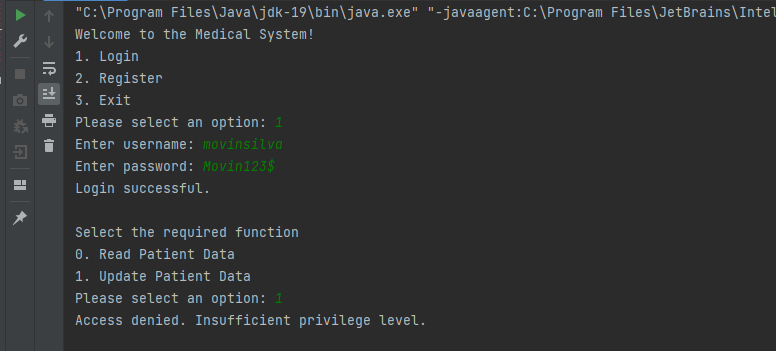 "C:\Program Files\Java\jdk-19\bin\java.exe" "-javaagent:C:\Program Files\JetBrains\Intel
Welcome to the Medical System!
1. Login
2. Register
3. Exit
Please select an option: 1
Enter username: movinsilva
Enter password: Movin123$
Login successful.
Select the required function
0. Read Patient Data
1. Update Patient Data
Please select an option: 1
Access denied. Insufficient privilege level.